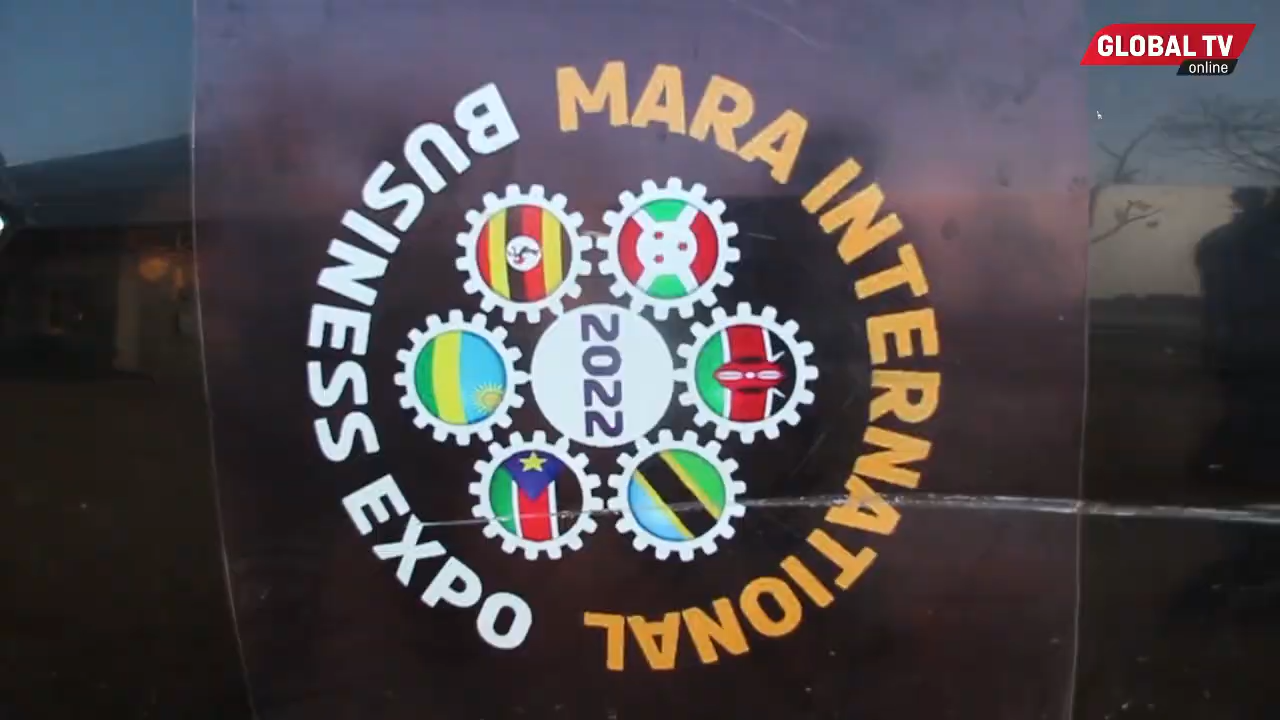 GLOBAL TV
online
MARA INTERNATIONAL
BUSINESS EXPO
2022